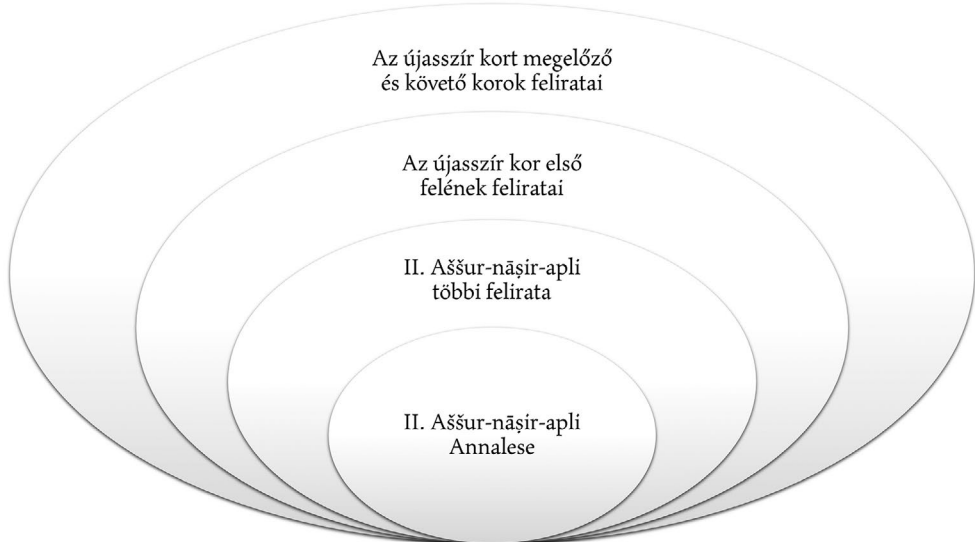 Az újasszír kort megelőző
és követő korok feliratai
Az újasszír kor első
felének feliratai
II. Aššur-nāṣir-apli
többi felirata
II. Aššur-nāṣir-apli
Annalese